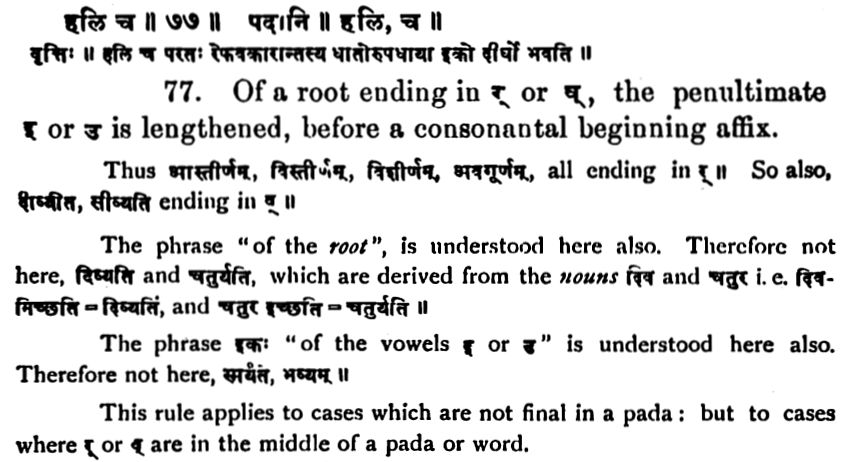 हलि च ॥ ७७ ॥ पदानि ॥ हलि, च ॥
वृत्तिः ॥ हलि च परतः रेफवकारान्तस्य धातोरुपधाया इको दीर्घो भवति ॥
77. Of a root ending in र् or व्, the penultimate
इ or उ is lengthened, before a consonantal beginning affix.
Thus आस्तीर्णम्, विस्तीर्णम्, विशीर्णम्, अवगूर्णम्, all ending in र् ॥ So also,
सीव्यति ending in व् ॥
The phrase "of the root", is understood here also. Therefore not
here, दिव्यति and चतुर्यति, which are derived from the nouns दिव and चतुर i. e. दिव-
मिच्छति = दिव्यति, and चतुर इच्छति = चतुर्यति ॥
The phrase इकः "of the vowels इ or उ" is understood here also.
Therefore not here, भव्यम् ॥
This rule applies to cases which are not final in a pada: but to cases
where र् or व् are in the middle of a pada or word.